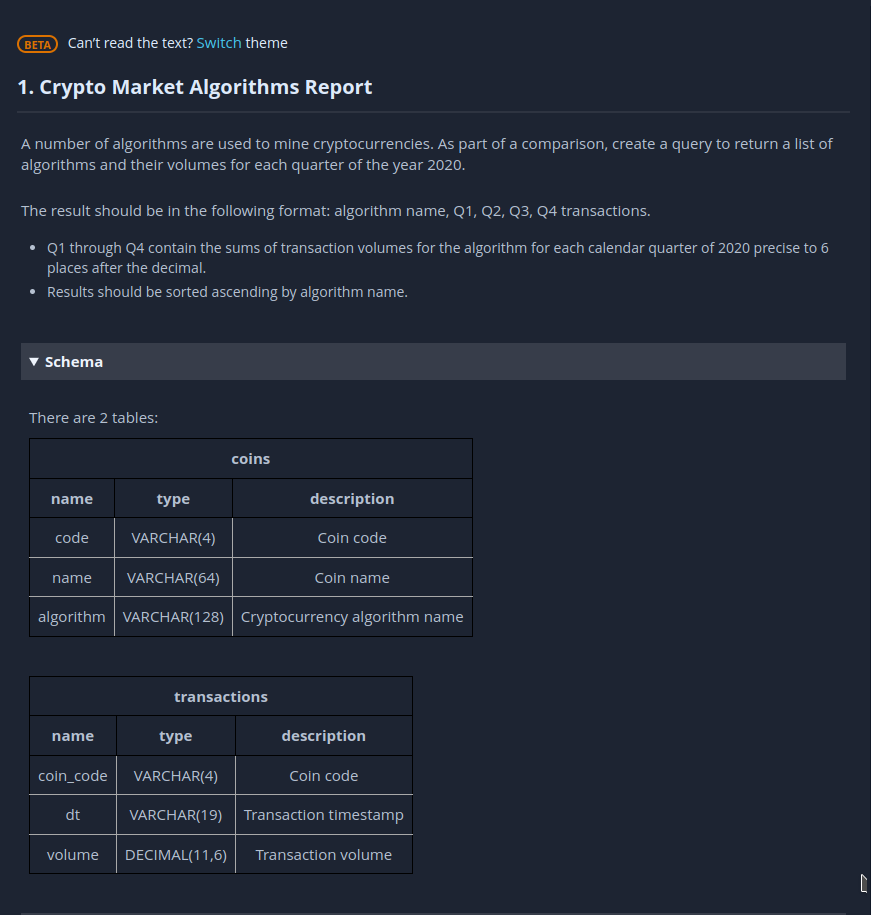 BETA Can't read the text? Switch theme
1. Crypto Market Algorithms Report
A number of algorithms are used to mine cryptocurrencies. As part of a comparison, create a query to return a list of
algorithms and their volumes for each quarter of the year 2020.
The result should be in the following format: algorithm name, Q1, Q2, Q3, Q4 transactions.
• Q1 through Q4 contain the sums of transaction volumes for the algorithm for each calendar quarter of 2020 precise to 6
places after the decimal.
• Results should be sorted ascending by algorithm name.
▼ Schema
There are 2 tables:
coins
name type description
code VARCHAR(4) Coin code
name VARCHAR(64) Coin name
algorithm VARCHAR(128) Cryptocurrency algorithm name
transactions
name type description
coin_code VARCHAR(4) Coin code
dt VARCHAR(19) Transaction timestamp
volume DECIMAL(11,6) Transaction volume